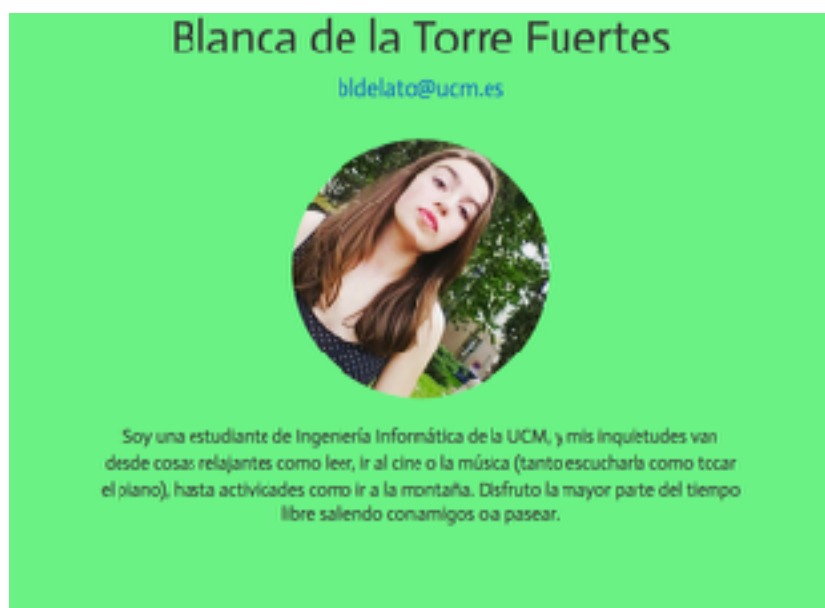 Blanca de la Torre Fuertes
bldelato@ucm.es
Soy una estudiante de Ingeniería Informática de la UCM, y mis inquietudes van
desde cosas relajantes como leer, ir al cine o la música (tanto escucharla como tocar
el piano), hasta actividades como ir a la montaña. Disfruto la mayor parte del tiempo
libre saliendo con amigos o a pasear.